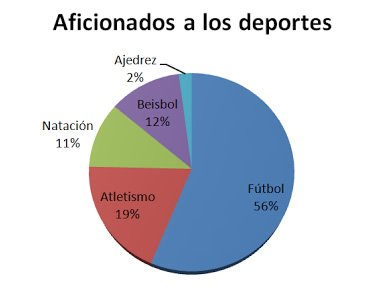 Aficionados a los deportes
Ajedrez
2%
Beisbol
12%
Natación
11%
Atletismo
19%
Fútbol
56%